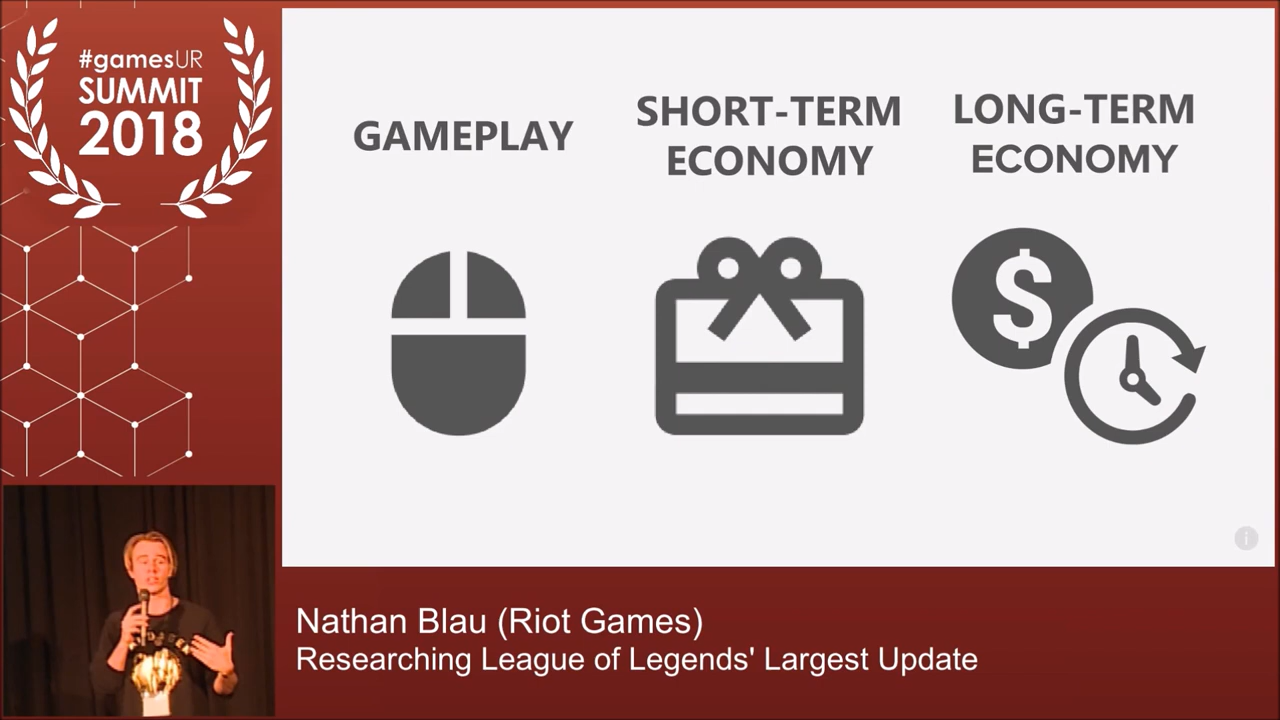 #gamesUR
SUMMIT
2018
GAMEPLAY
SHORT-TERM
ECONOMY
LONG-TERM
ECONOMY
$
i
Nathan Blau (Riot Games)
Researching League of Legends' Largest Update